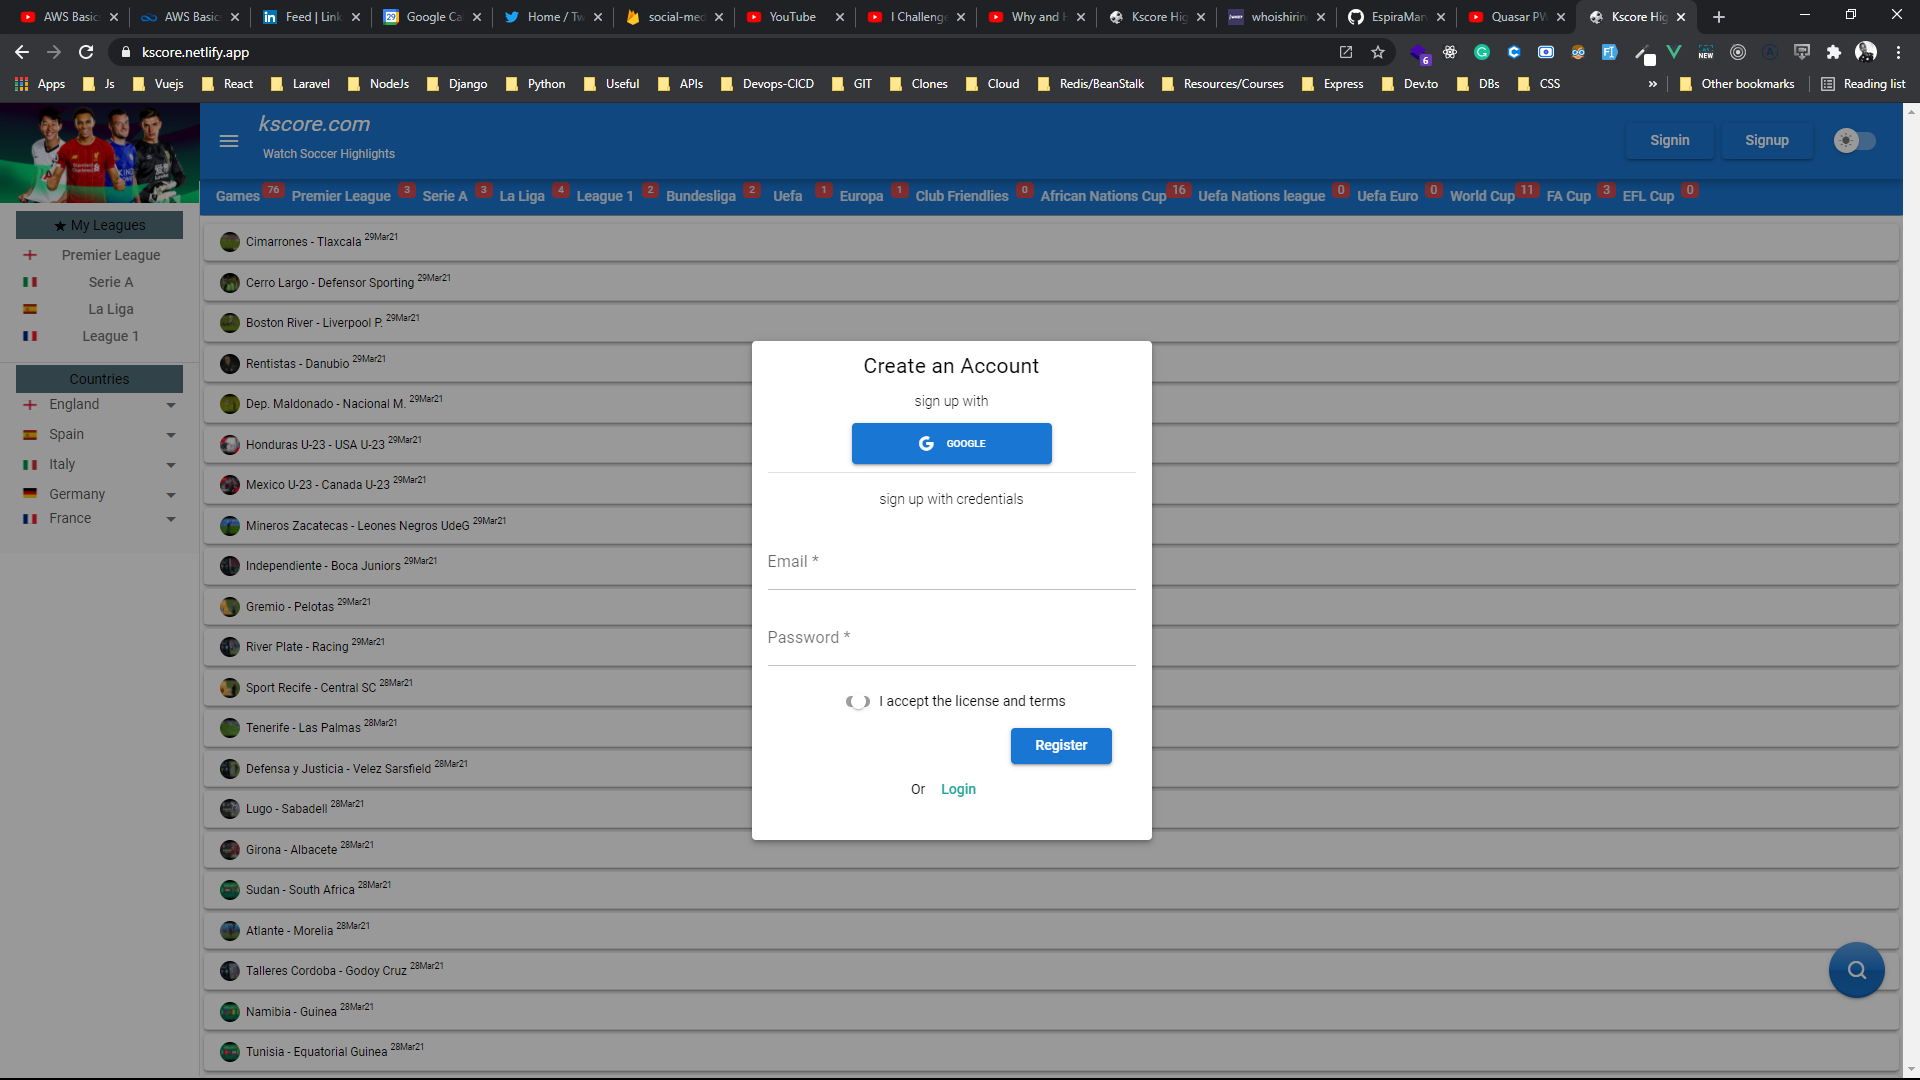 AWS Basic
AWS Basic
Feed | Link
Google Ca
Home / Tw
social-med
YouTube
I Challenge
Why and H
Kscore Hig
whoishirin
EspiraMar
Quasar PW
Kscore Hig
kscore.netlify.app
6
NEW
Apps
Js
Vuejs
React
Laravel
NodeJs
Django
Python
Useful
APIs
Devops-CICD
GIT
Clones
Cloud
Redis/BeanStalk
Resources/Courses
Express
Dev.to
DBs
CSS
»
Other bookmarks
Reading list
kscore.com
Watch Soccer Highlights
Signin
Signup
Games 76
Premier League 3
Serie A 3
La Liga 4
League 1 2
Bundesliga 2
Uefa 1
Europa 1
Club Friendlies 0
African Nations Cup 16
Uefa Nations league 0
Uefa Euro 0
World Cup 11
FA Cup 3
EFL Cup 0
★ My Leagues
Premier League
Serie A
La Liga
League 1
Countries
England
Spain
Italy
Germany
France
Cimarrones - Tlaxcala 29Mar21
Cerro Largo - Defensor Sporting 29Mar21
Boston River - Liverpool P. 29Mar21
Rentistas - Danubio 29Mar21
Dep. Maldonado - Nacional M. 29Mar21
Honduras U-23 - USA U-23 29Mar21
Mexico U-23 - Canada U-23 29Mar21
Mineros Zacatecas - Leones Negros UdeG 29Mar21
Independiente - Boca Juniors 29Mar21
Gremio - Pelotas 29Mar21
River Plate - Racing 29Mar21
Sport Recife - Central SC 28Mar21
Tenerife - Las Palmas 28Mar21
Defensa y Justicia - Velez Sarsfield 28Mar21
Lugo - Sabadell 28Mar21
Girona - Albacete 28Mar21
Sudan - South Africa 28Mar21
Atlante - Morelia 28Mar21
Talleres Cordoba - Godoy Cruz 28Mar21
Namibia - Guinea 28Mar21
Tunisia - Equatorial Guinea 28Mar21
Create an Account
sign up with
GOOGLE
sign up with credentials
Email *
Password *
I accept the license and terms
Register
Or Login